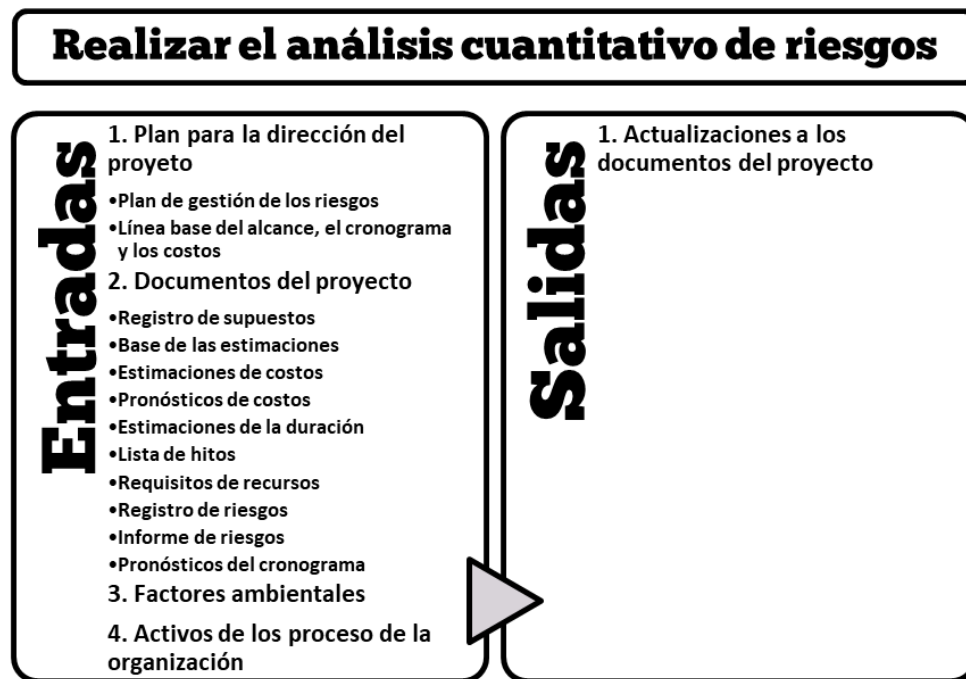 Realizar el análisis cuantitativo de riesgos
Entradas
1. Plan para la dirección del
proyeto
•Plan de gestión de los riesgos
•Línea base del alcance, el cronograma
y los costos
2. Documentos del proyecto
•Registro de supuestos
•Base de las estimaciones
•Estimaciones de costos
•Pronósticos de costos
•Estimaciones de la duración
•Lista de hitos
•Requisitos de recursos
•Registro de riesgos
•Informe de riesgos
•Pronósticos del cronograma
3. Factores ambientales
4. Activos de los proceso de la
organización
Salidas
1. Actualizaciones a los
documentos del proyecto